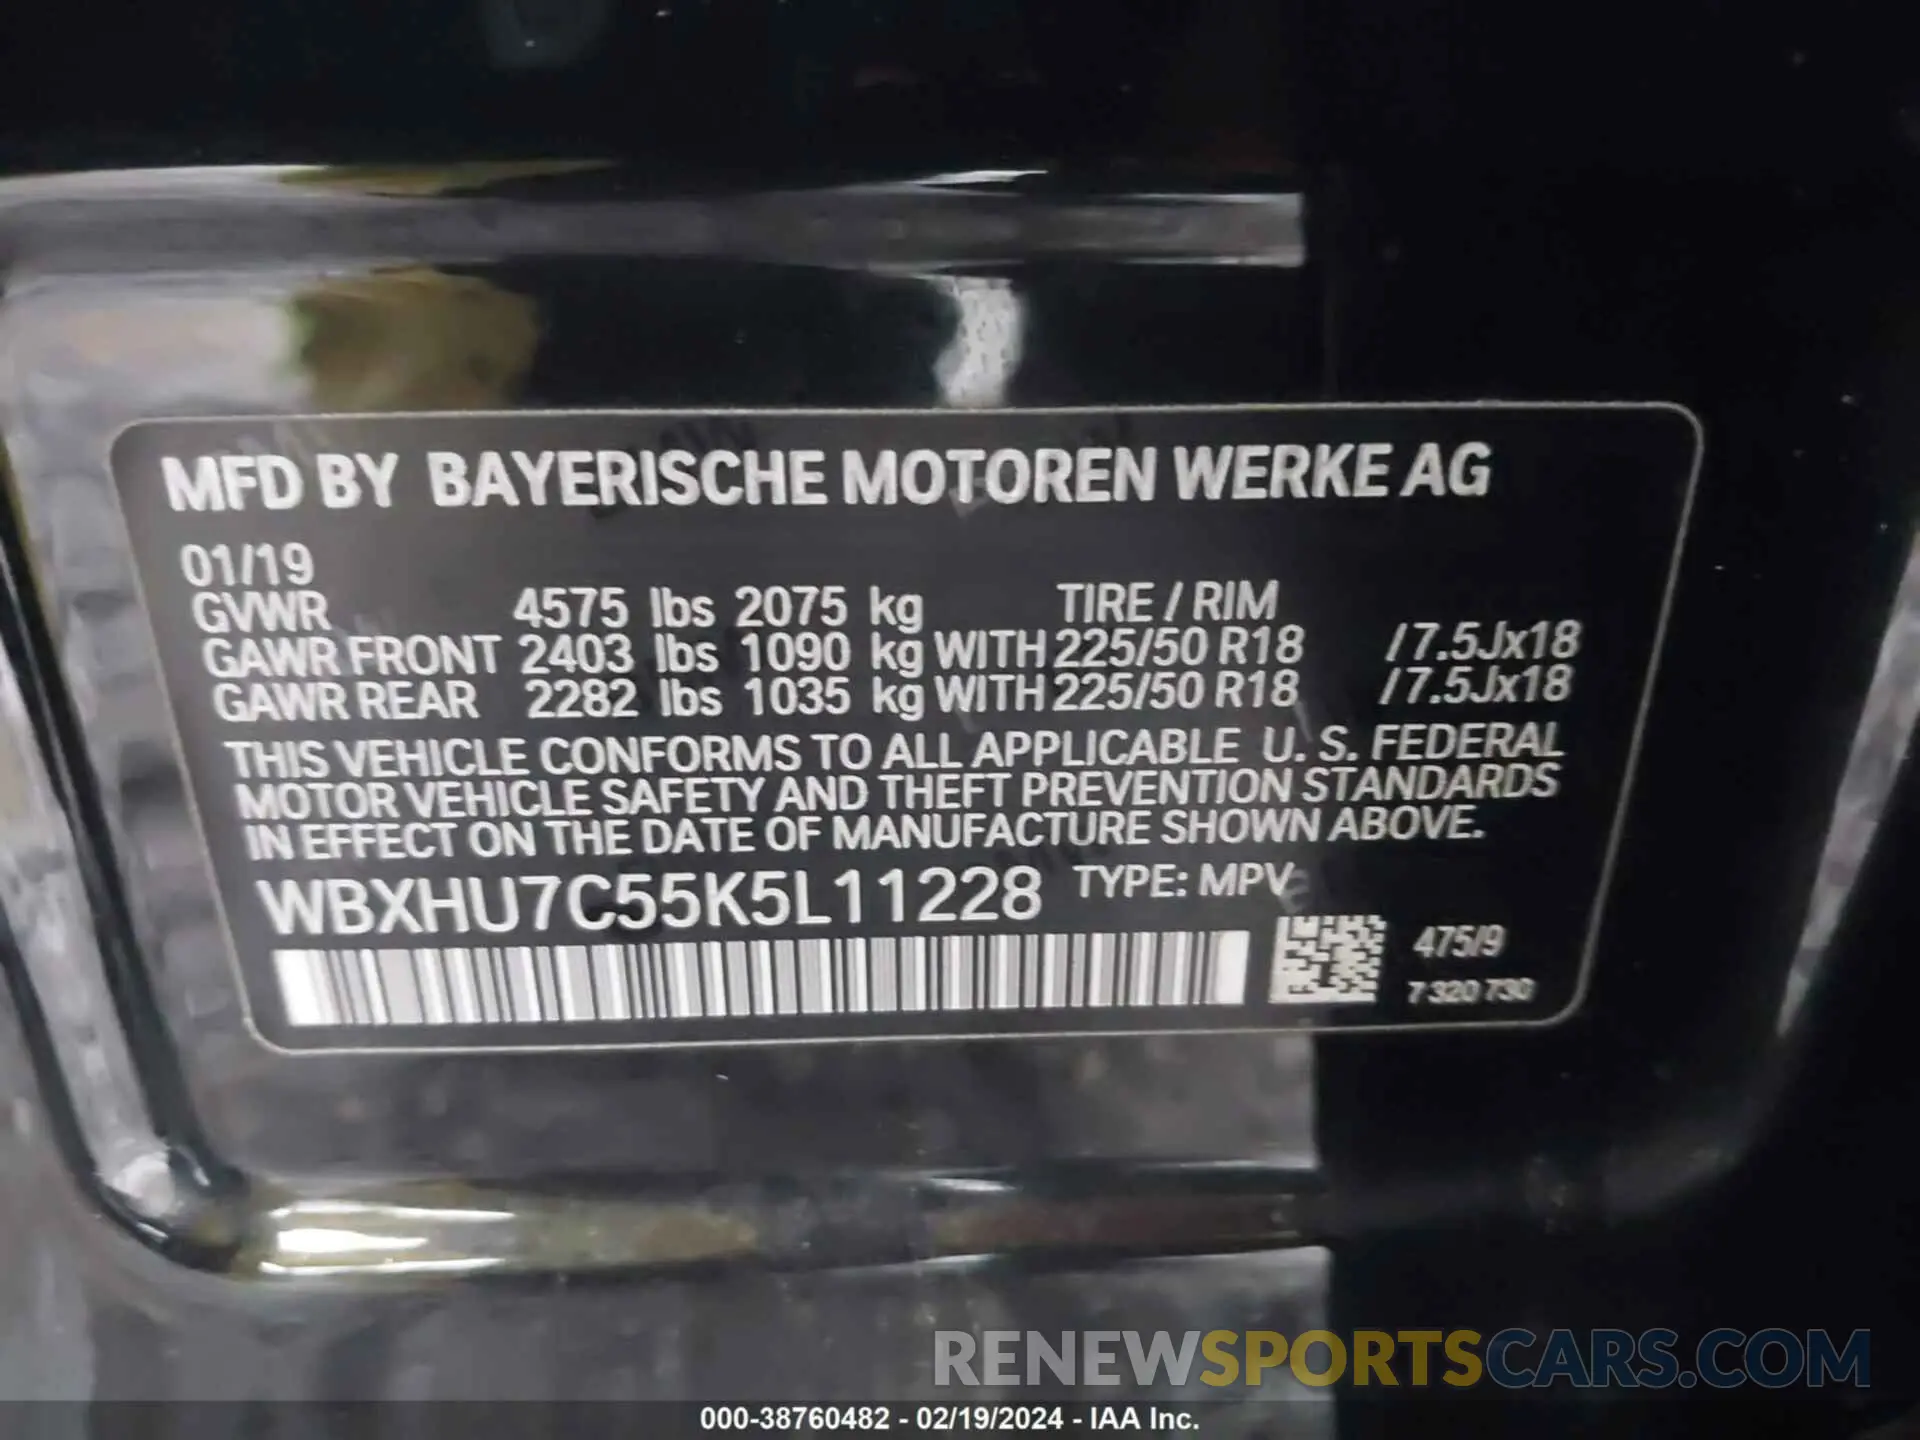 MFD BY BAYERISCHE MOTOREN WERKE AG
01/19
GVWR 4575 lbs 2075 kg TIRE / RIM
GAWR FRONT 2403 lbs 1090 kg WITH 225/50 R18 /7.5Jx18
GAWR REAR 2282 lbs 1035 kg WITH 225/50 R18 /7.5Jx18
THIS VEHICLE CONFORMS TO ALL APPLICABLE U. S. FEDERAL
MOTOR VEHICLE SAFETY AND THEFT PREVENTION STANDARDS
IN EFFECT ON THE DATE OF MANUFACTURE SHOWN ABOVE.
WBXHU7C55K5L11228 TYPE: MPV
475/9
7 320 730
RENEWSPORTSCARS.COM
000-38760482 - 02/19/2024 - IAA Inc.